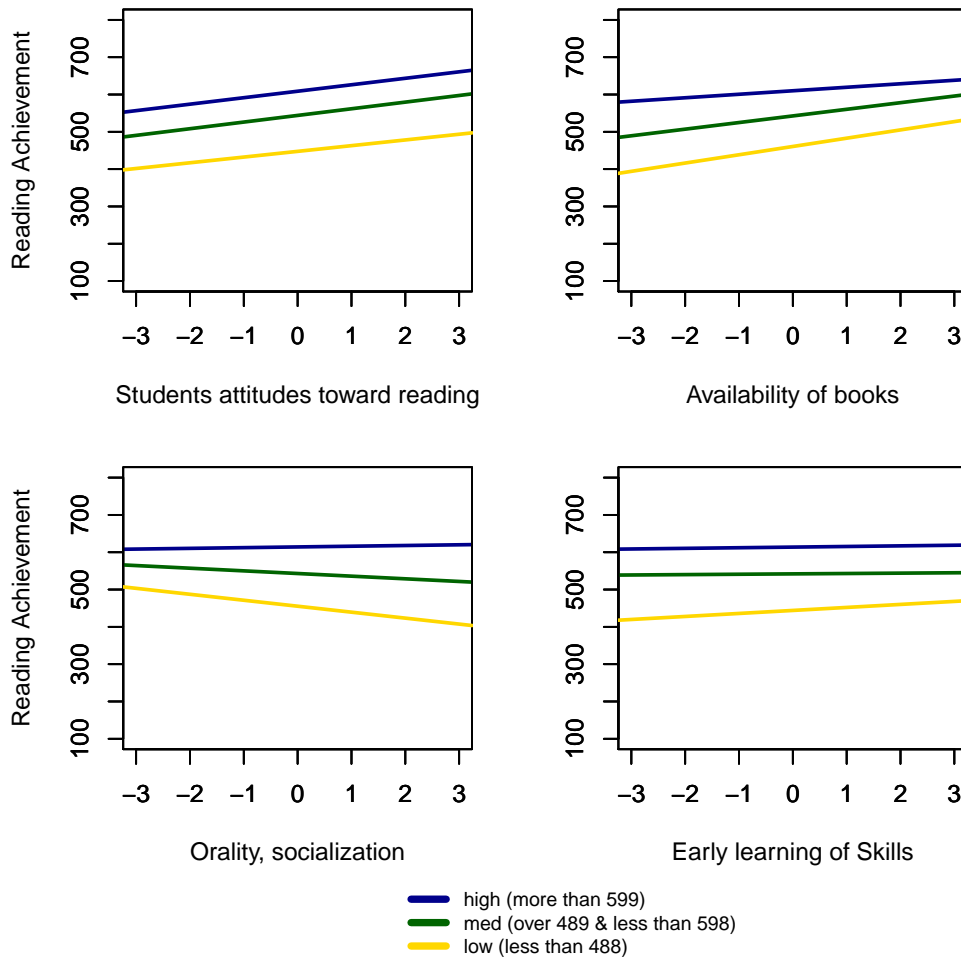 Reading Achievement
700
500
300
100
−3 −2 −1 0 1 2 3
Students attitudes toward reading
700
500
300
100
−3 −2 −1 0 1 2 3
Availability of books
Reading Achievement
700
500
300
100
−3 −2 −1 0 1 2 3
Orality, socialization
700
500
300
100
−3 −2 −1 0 1 2 3
Early learning of Skills
high (more than 599)
med (over 489 & less than 598)
low (less than 488)